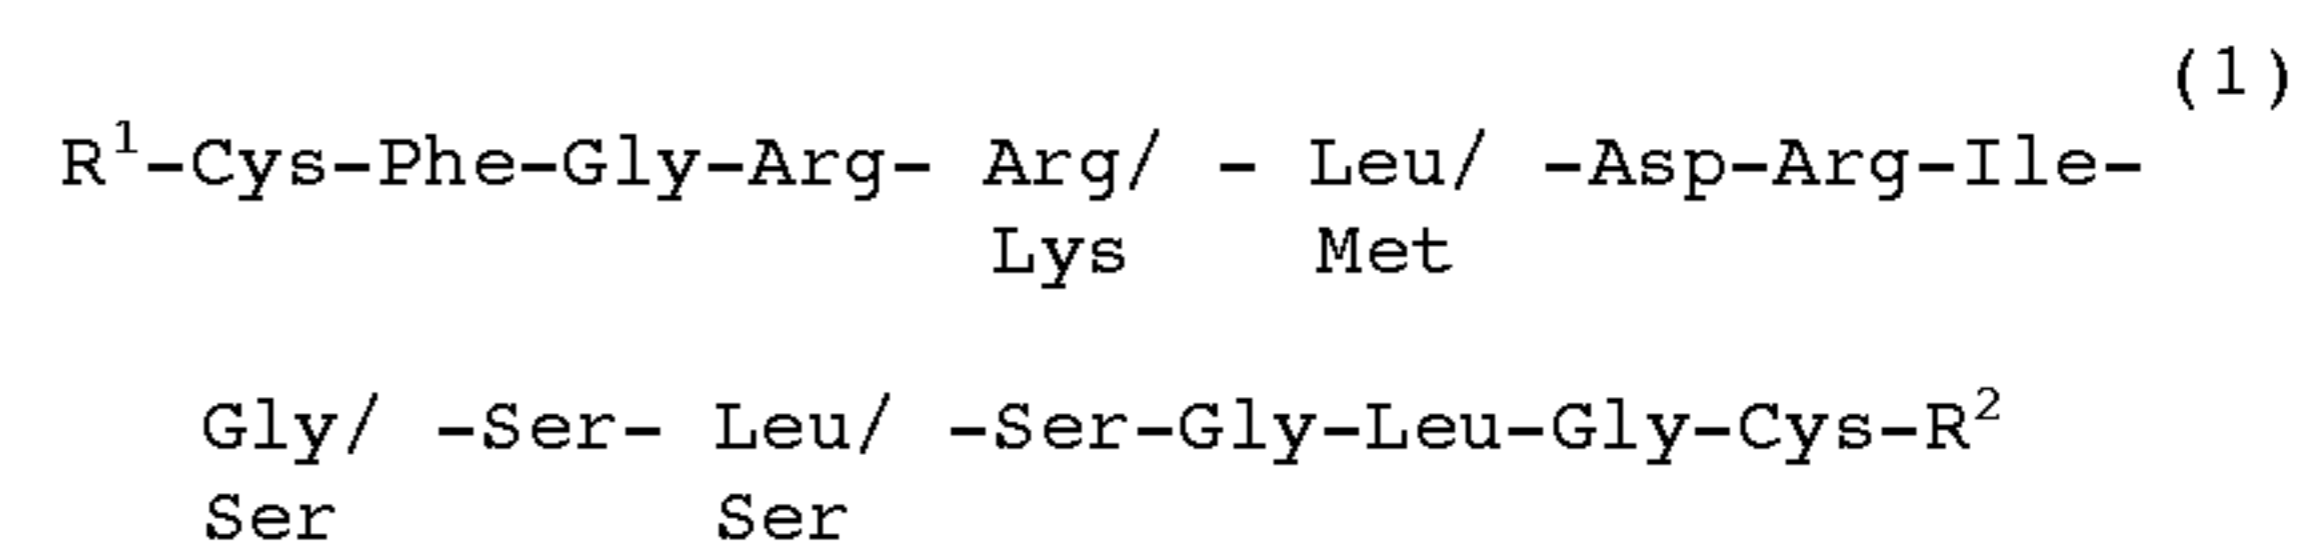 (1)
R¹-Cys-Phe-Gly-Arg- Arg/ - Leu/ -Asp-Arg-Ile-
Lys Met
Gly/ -Ser- Leu/ -Ser-Gly-Leu-Gly-Cys-R²
Ser Ser